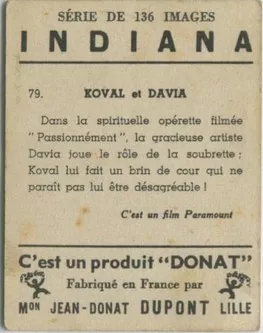 SÉRIE DE 136 IMAGES
INDIANA
79. KOVAL et DAVIA
Dans la spirituelle opérette filmée
"Passionnément", la gracieuse artiste
Davia joue le rôle de la soubrette :
Koval lui fait un brin de cour qui ne
paraît pas lui être désagréable !
C'est un film Paramount
C'est un produit "DONAT"
Fabriqué en France par
MON JEAN-DONAT DUPONT LILLE